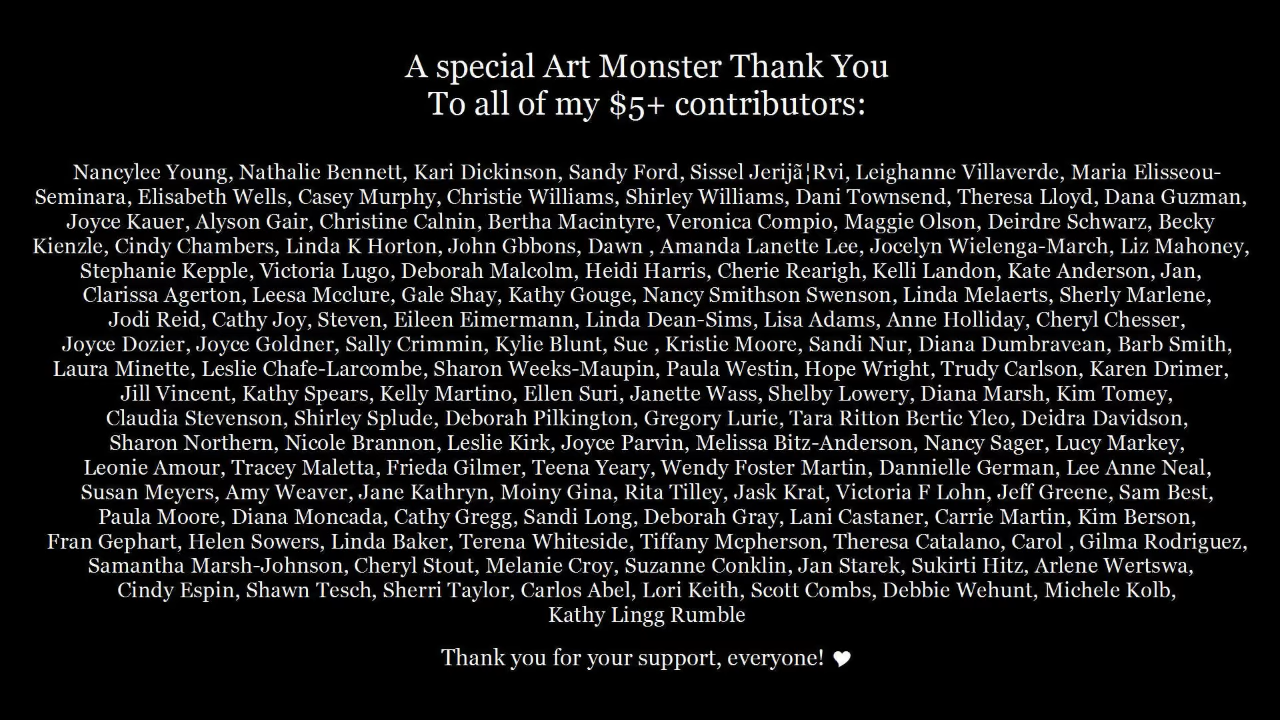 A special Art Monster Thank You
To all of my $5+ contributors:
Nancylee Young, Nathalie Bennett, Kari Dickinson, Sandy Ford, Sissel Jerijã¦Rvi, Leighanne Villaverde, Maria Elisseou-
Seminara, Elisabeth Wells, Casey Murphy, Christie Williams, Shirley Williams, Dani Townsend, Theresa Lloyd, Dana Guzman,
Joyce Kauer, Alyson Gair, Christine Calnin, Bertha Macintyre, Veronica Compio, Maggie Olson, Deirdre Schwarz, Becky
Kienzle, Cindy Chambers, Linda K Horton, John Gbbons, Dawn , Amanda Lanette Lee, Jocelyn Wielenga-March, Liz Mahoney,
Stephanie Kepple, Victoria Lugo, Deborah Malcolm, Heidi Harris, Cherie Rearigh, Kelli Landon, Kate Anderson, Jan,
Clarissa Agerton, Leesa Mcclure, Gale Shay, Kathy Gouge, Nancy Smithson Swenson, Linda Melaerts, Sherly Marlene,
Jodi Reid, Cathy Joy, Steven, Eileen Eimermann, Linda Dean-Sims, Lisa Adams, Anne Holliday, Cheryl Chesser,
Joyce Dozier, Joyce Goldner, Sally Crimmin, Kylie Blunt, Sue , Kristie Moore, Sandi Nur, Diana Dumbravean, Barb Smith,
Laura Minette, Leslie Chafe-Larcombe, Sharon Weeks-Maupin, Paula Westin, Hope Wright, Trudy Carlson, Karen Drimer,
Jill Vincent, Kathy Spears, Kelly Martino, Ellen Suri, Janette Wass, Shelby Lowery, Diana Marsh, Kim Tomey,
Claudia Stevenson, Shirley Splude, Deborah Pilkington, Gregory Lurie, Tara Ritton Bertic Yleo, Deidra Davidson,
Sharon Northern, Nicole Brannon, Leslie Kirk, Joyce Parvin, Melissa Bitz-Anderson, Nancy Sager, Lucy Markey,
Leonie Amour, Tracey Maletta, Frieda Gilmer, Teena Yeary, Wendy Foster Martin, Dannielle German, Lee Anne Neal,
Susan Meyers, Amy Weaver, Jane Kathryn, Moiny Gina, Rita Tilley, Jask Krat, Victoria F Lohn, Jeff Greene, Sam Best,
Paula Moore, Diana Moncada, Cathy Gregg, Sandi Long, Deborah Gray, Lani Castaner, Carrie Martin, Kim Berson,
Fran Gephart, Helen Sowers, Linda Baker, Terena Whiteside, Tiffany Mcpherson, Theresa Catalano, Carol , Gilma Rodriguez,
Samantha Marsh-Johnson, Cheryl Stout, Melanie Croy, Suzanne Conklin, Jan Starek, Sukirti Hitz, Arlene Wertswa,
Cindy Espin, Shawn Tesch, Sherri Taylor, Carlos Abel, Lori Keith, Scott Combs, Debbie Wehunt, Michele Kolb,
Kathy Lingg Rumble
Thank you for your support, everyone! ♥